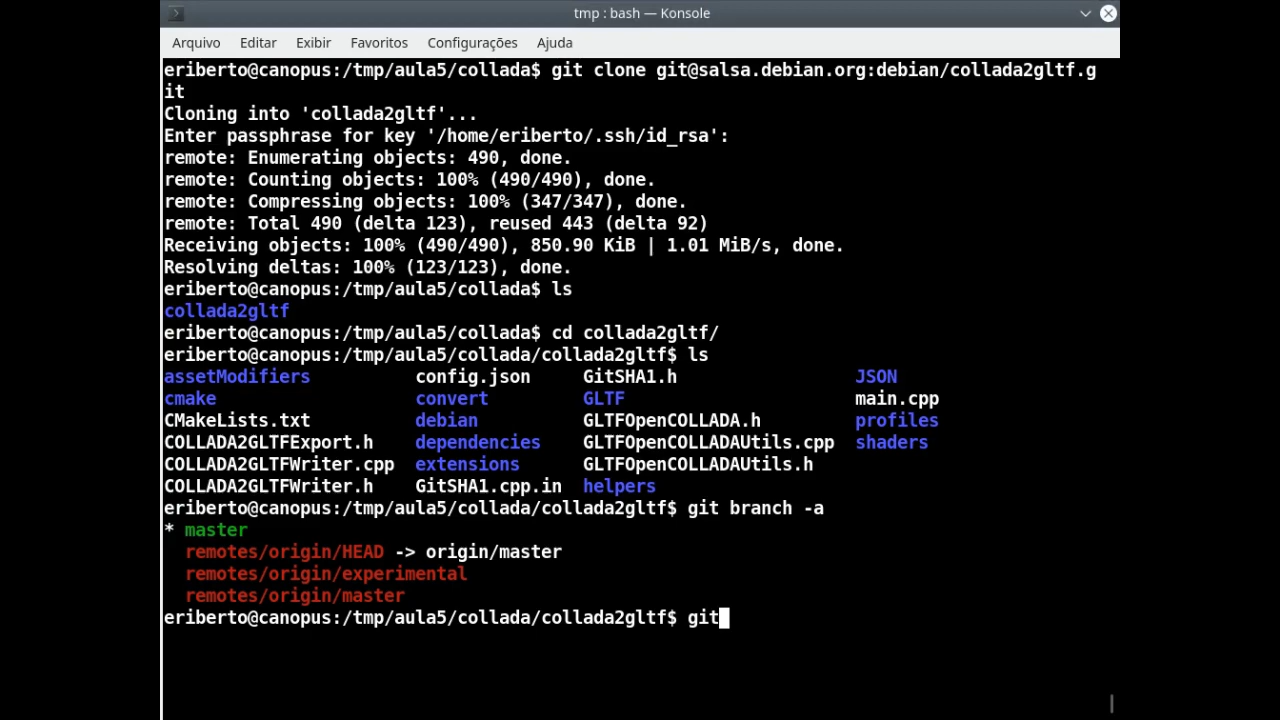 tmp : bash — Konsole
Arquivo Editar Exibir Favoritos Configurações Ajuda
eriberto@canopus:/tmp/aula5/collada$ git clone git@salsa.debian.org:debian/collada2gltf.g
it
Cloning into 'collada2gltf'...
Enter passphrase for key '/home/eriberto/.ssh/id_rsa':
remote: Enumerating objects: 490, done.
remote: Counting objects: 100% (490/490), done.
remote: Compressing objects: 100% (347/347), done.
remote: Total 490 (delta 123), reused 443 (delta 92)
Receiving objects: 100% (490/490), 850.90 KiB | 1.01 MiB/s, done.
Resolving deltas: 100% (123/123), done.
eriberto@canopus:/tmp/aula5/collada$ ls
collada2gltf
eriberto@canopus:/tmp/aula5/collada$ cd collada2gltf/
eriberto@canopus:/tmp/aula5/collada/collada2gltf$ ls
assetModifiers config.json GitSHA1.h JSON
cmake convert GLTF main.cpp
CMakeLists.txt debian GLTFOpenCOLLADA.h profiles
COLLADA2GLTFExport.h dependencies GLTFOpenCOLLADAUtils.cpp shaders
COLLADA2GLTFWriter.cpp extensions GLTFOpenCOLLADAUtils.h
COLLADA2GLTFWriter.h GitSHA1.cpp.in helpers
eriberto@canopus:/tmp/aula5/collada/collada2gltf$ git branch -a
* master
remotes/origin/HEAD -> origin/master
remotes/origin/experimental
remotes/origin/master
eriberto@canopus:/tmp/aula5/collada/collada2gltf$ git